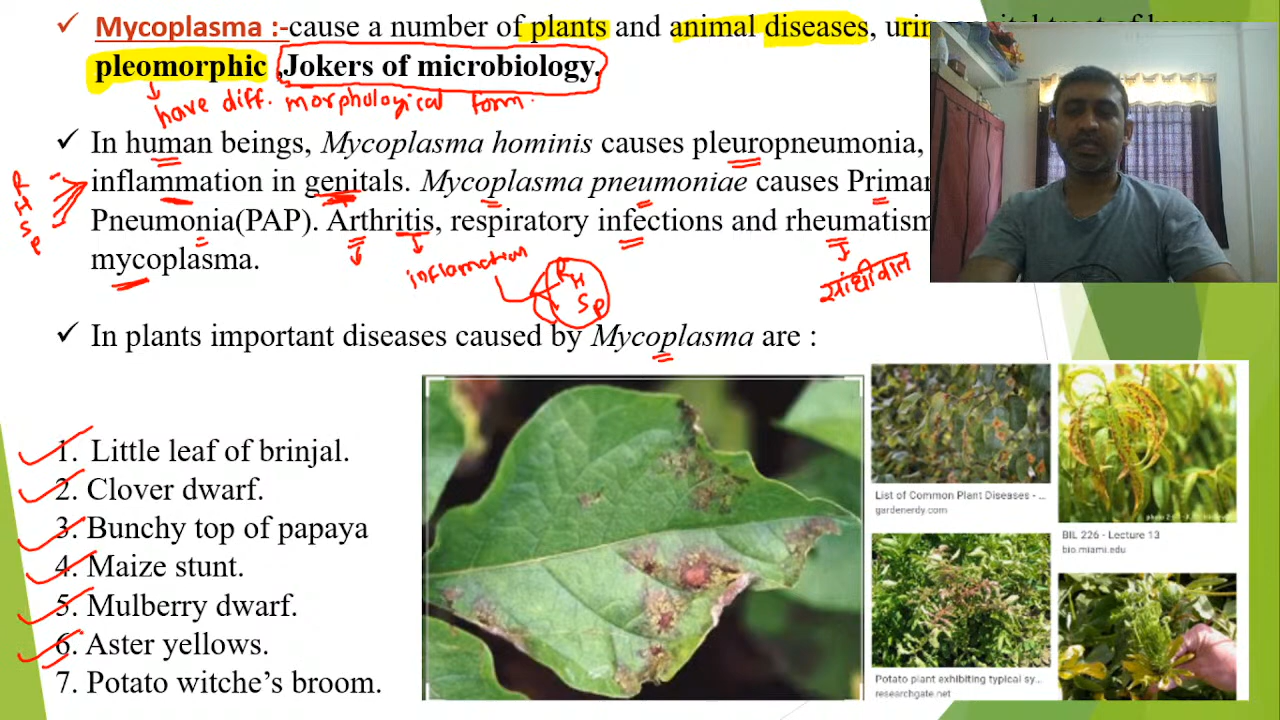 ✓ Mycoplasma :-cause a number of plants and animal diseases,
pleomorphic ,Jokers of microbiology.
have diff. morphological form.
✓ In human beings, Mycoplasma hominis causes pleuropneumonia,
inflammation in genitals. Mycoplasma pneumoniae causes
Pneumonia(PAP). Arthritis, respiratory infections and rheumatism
mycoplasma.
R
I
S
P
inflamation
R
H
S
P
सांधीवात
✓ In plants important diseases caused by Mycoplasma are :
1. Little leaf of brinjal.
2. Clover dwarf.
3. Bunchy top of papaya
4. Maize stunt.
5. Mulberry dwarf.
6. Aster yellows.
7. Potato witche's broom.
List of Common Plant Diseases - ...
gardenerdy.com
BIL 226 - Lecture 13
bio.miami.edu
Potato plant exhibiting typical sy...
researchgate.net